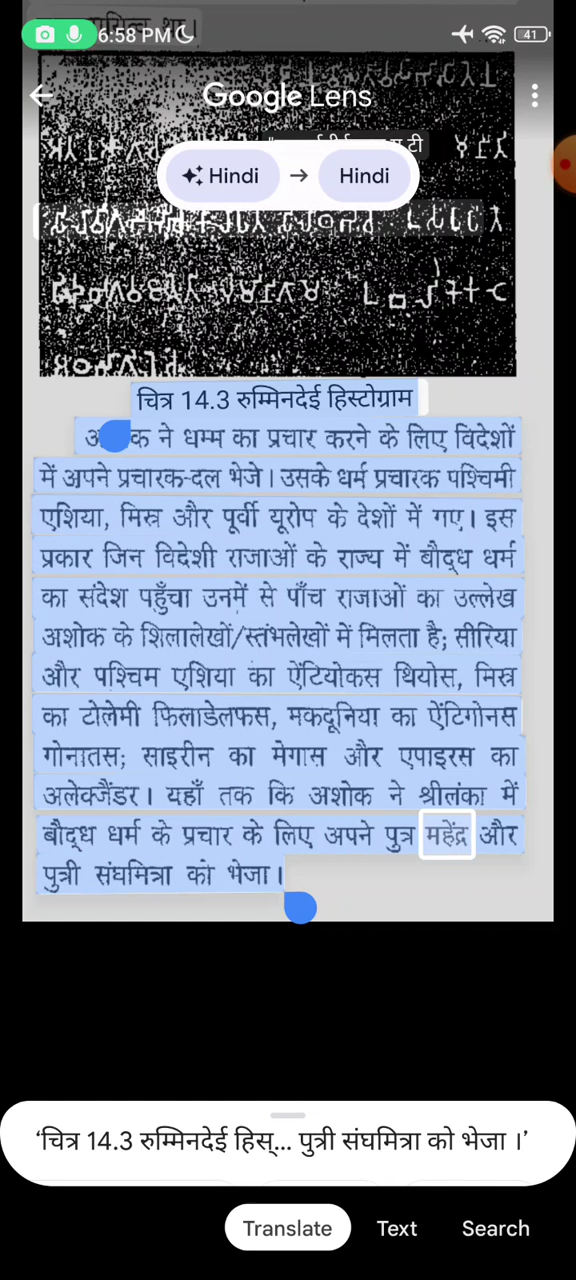 6:58 PM
41
Google Lens
Hindi → Hindi
टी
चित्र 14.3 रुम्मिनदेई हिस्टोग्राम
क ने धम्म का प्रचार करने के लिए विदेशों
में अपने प्रचारक-दल भेजे। उसके धर्म प्रचारक पश्चिमी
एशिया, मिस्र और पूर्वी यूरोप के देशों में गए। इस
प्रकार जिन विदेशी राजाओं के राज्य में बौद्ध धर्म
का संदेश पहुँचा उनमें से पाँच राजाओं का उल्लेख
अशोक के शिलालेखों/स्तंभलेखों में मिलता है; सीरिया
और पश्चिम एशिया का ऐंटियोकस थियोस, मिस्र
का टोलेमी फिलाडेलफस, मकदूनिया का ऐंटिगोनस
गोनातस; साइरीन का मेगास और एपाइरस का
अलेक्जैंडर। यहाँ तक कि अशोक ने श्रीलंका में
बौद्ध धर्म के प्रचार के लिए अपने पुत्र महेंद्र और
पुत्री संघमित्रा को भेजा।
‘चित्र 14.3 रुम्मिनदेई हिस्... पुत्री संघमित्रा को भेजा ।’
Translate Text Search